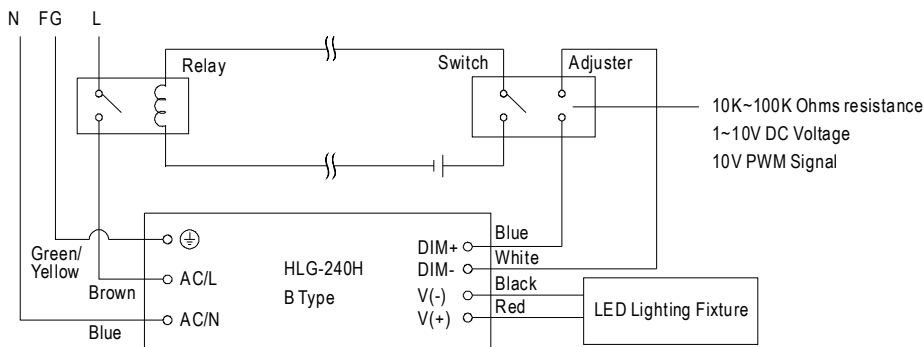 N FG L
Relay
Switch
Adjuster
10K~100K Ohms resistance
1~10V DC Voltage
10V PWM Signal
Green/
Yellow
Brown
Blue
AC/L
AC/N
HLG-240H
B Type
DIM+
DIM-
V(-)
V(+)
Blue
White
Black
Red
LED Lighting Fixture